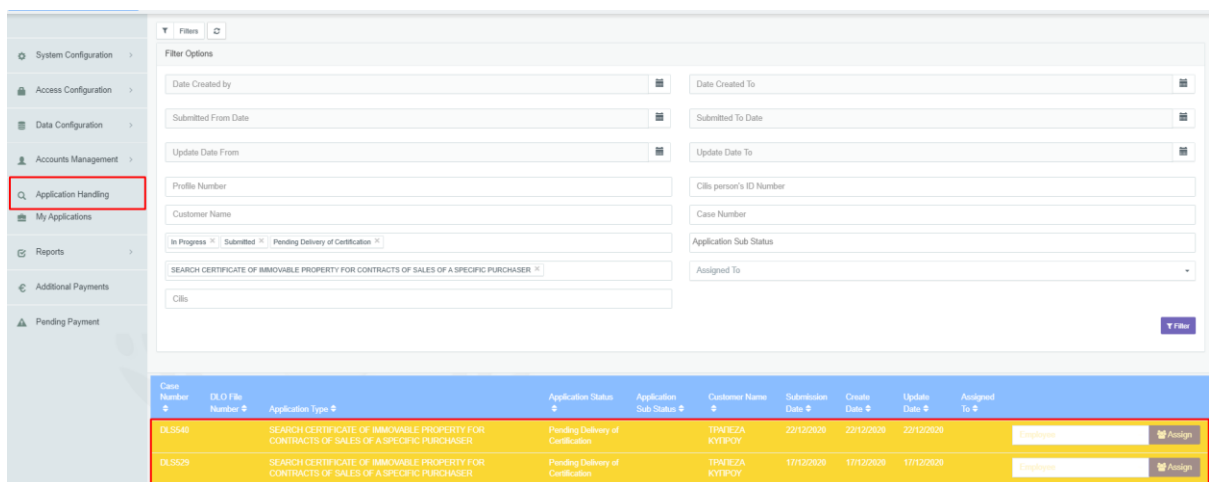 Filters
Filter Options
System Configuration
Access Configuration
Data Configuration
Accounts Management
Application Handling
My Applications
Reports
Additional Payments
Pending Payment
Date Created by
Date Created To
Submitted From Date
Submitted To Date
Update Date From
Update Date To
Profile Number
Cilis person's ID Number
Customer Name
Case Number
In Progress × Submitted × Pending Delivery of Certification ×
Application Sub Status
SEARCH CERTIFICATE OF IMMOVABLE PROPERTY FOR CONTRACTS OF SALES OF A SPECIFIC PURCHASER ×
Assigned To
Cilis
Filter
Case Number
DLO File Number
Application Type
Application Status
Application Sub Status
Customer Name
Submission Date
Create Date
Update Date
Assigned To
DLS540
SEARCH CERTIFICATE OF IMMOVABLE PROPERTY FOR
CONTRACTS OF SALES OF A SPECIFIC PURCHASER
Pending Delivery of
Certification
ΤΡΑΠΕΖΑ
ΚΥΠΡΟΥ
22/12/2020 22/12/2020 22/12/2020
Employee
Assign
DLS529
SEARCH CERTIFICATE OF IMMOVABLE PROPERTY FOR
CONTRACTS OF SALES OF A SPECIFIC PURCHASER
Pending Delivery of
Certification
ΤΡΑΠΕΖΑ
ΚΥΠΡΟΥ
17/12/2020 17/12/2020 17/12/2020
Employee
Assign